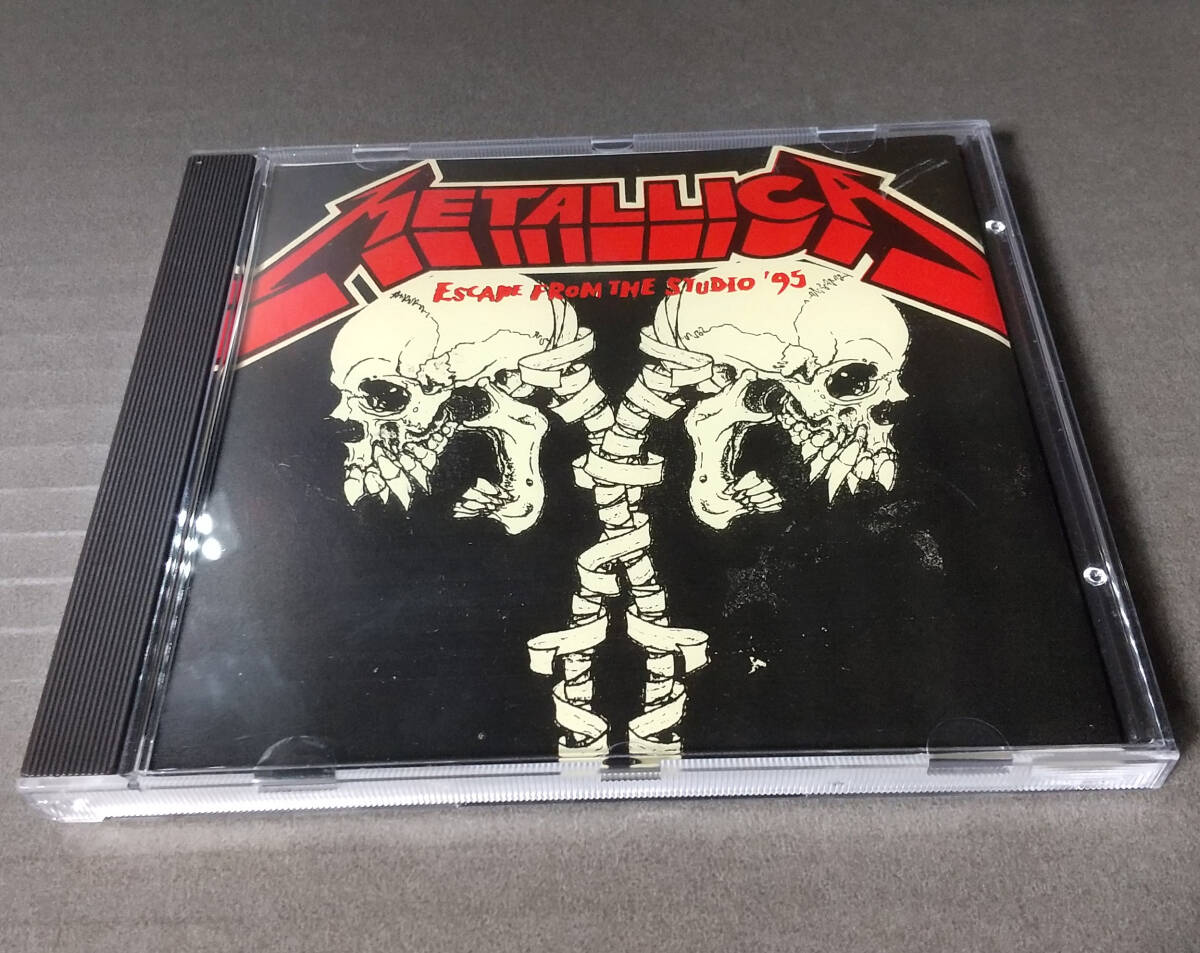 METALLICA
ESCAPE FROM THE STUDIO '95